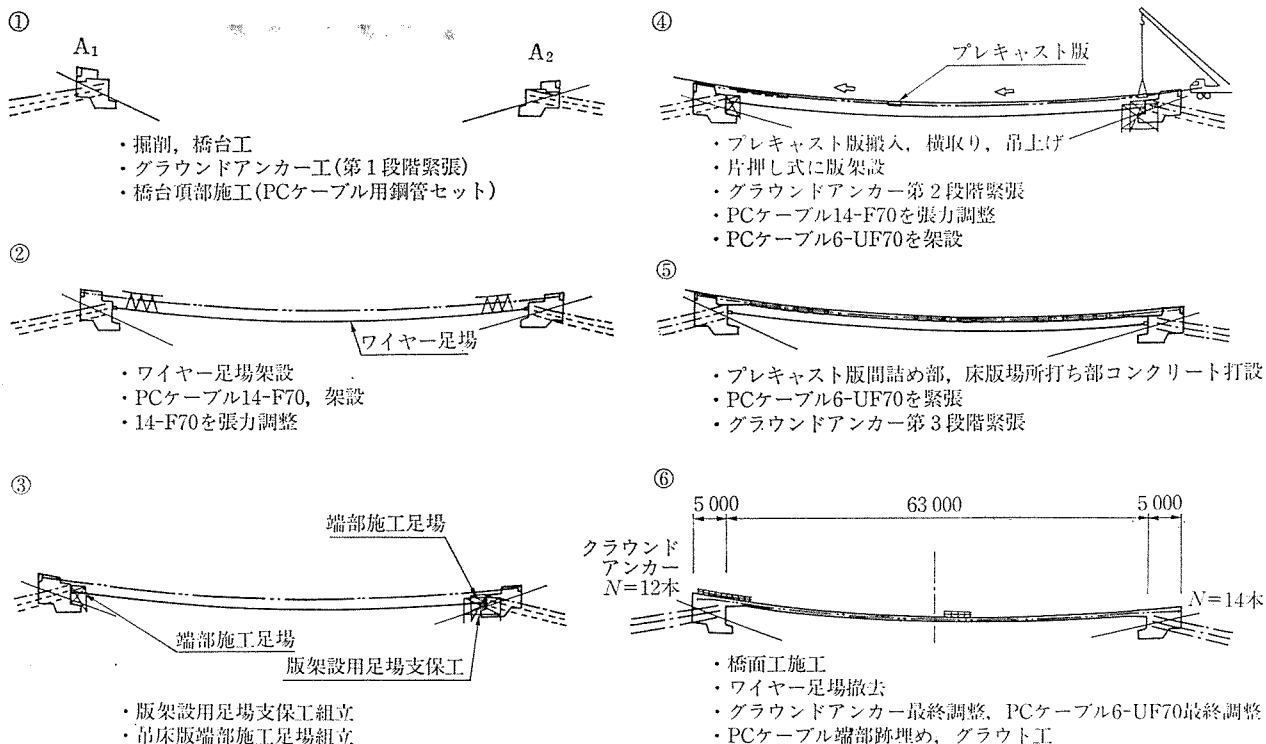 ①
A1
A2
・掘削，橋台工
・グラウンドアンカー工(第1段階緊張)
・橋台頂部施工(PCケーブル用鋼管セット)
②
ワイヤー足場
・ワイヤー足場架設
・PCケーブル14-F70，架設
・14-F70を張力調整
③
端部施工足場
端部施工足場
版架設用足場支保工
・版架設用足場支保工組立
・吊床版端部施工足場組立
④
プレキャスト版
・プレキャスト版搬入，横取り，吊上げ
・片押し式に版架設
・グラウンドアンカー第2段階緊張
・PCケーブル14-F70を張力調整
・PCケーブル6-UF70を架設
⑤
・プレキャスト版間詰め部，床版場所打ち部コンクリート打設
・PCケーブル6-UF70を緊張
・グラウンドアンカー第3段階緊張
⑥
5 000 63 000 5 000
クラウンド
アンカー
N=12本
N=14本
・橋面工施工
・ワイヤー足場撤去
・グラウンドアンカー最終調整，PCケーブル6-UF70最終調整
・PCケーブル端部跡埋め，グラウト工